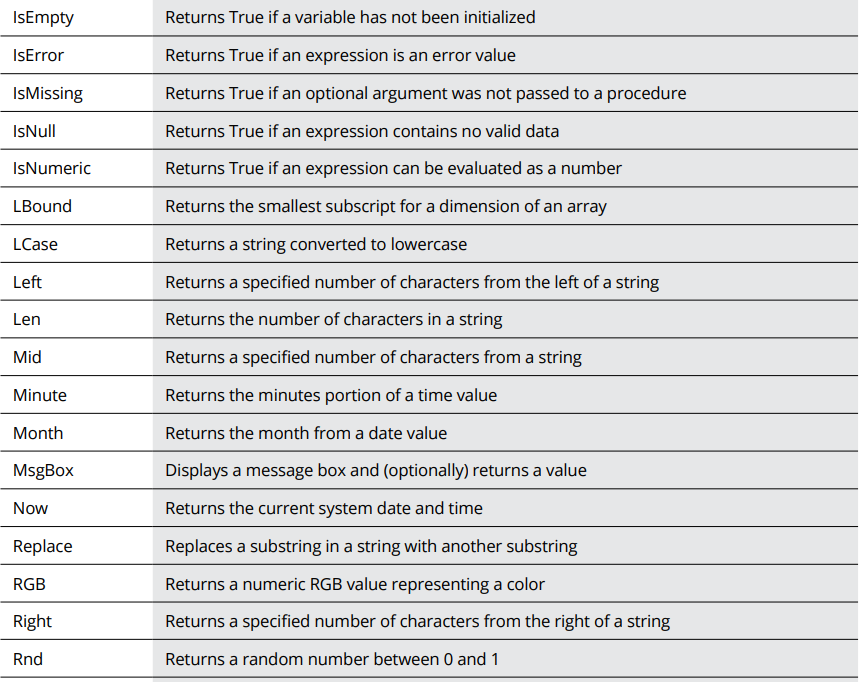 IsEmpty Returns True if a variable has not been initialized
IsError Returns True if an expression is an error value
IsMissing Returns True if an optional argument was not passed to a procedure
IsNull Returns True if an expression contains no valid data
IsNumeric Returns True if an expression can be evaluated as a number
LBound Returns the smallest subscript for a dimension of an array
LCase Returns a string converted to lowercase
Left Returns a specified number of characters from the left of a string
Len Returns the number of characters in a string
Mid Returns a specified number of characters from a string
Minute Returns the minutes portion of a time value
Month Returns the month from a date value
MsgBox Displays a message box and (optionally) returns a value
Now Returns the current system date and time
Replace Replaces a substring in a string with another substring
RGB Returns a numeric RGB value representing a color
Right Returns a specified number of characters from the right of a string
Rnd Returns a random number between 0 and 1